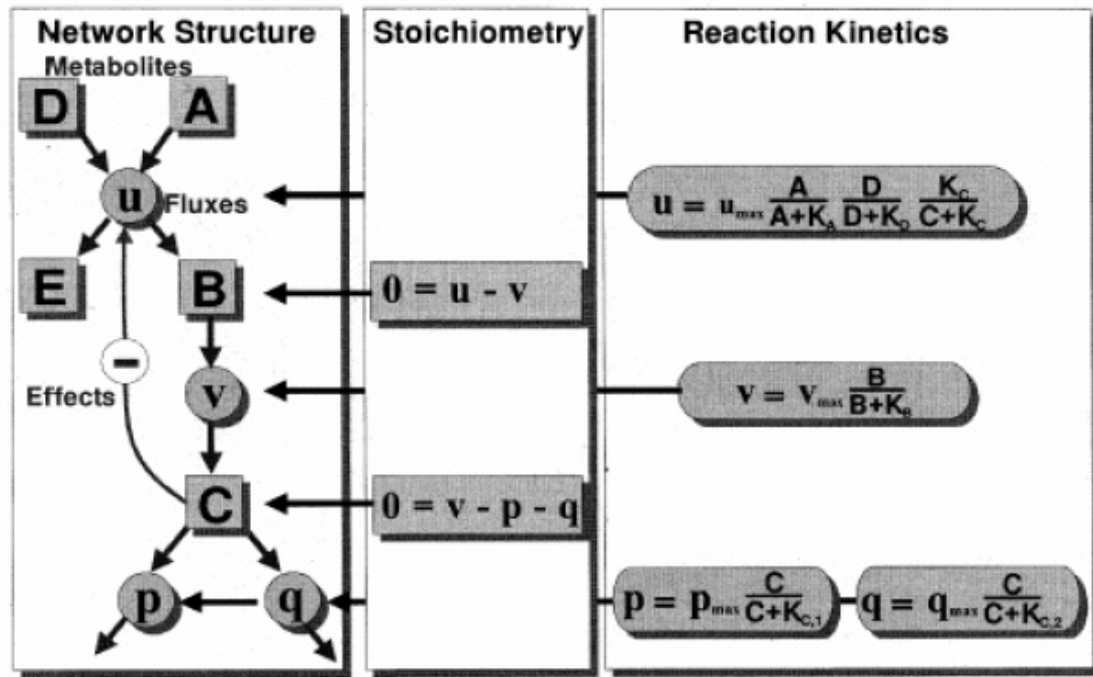 Network Structure
Stoichiometry
Reaction Kinetics
Metabolites
D
A
u
Fluxes
u = u_max A/(A+K_A) D/(D+K_D) K_C/(C+K_C)
E
B
0 = u - v
−
Effects
v
v = v_max B/(B+K_B)
C
0 = v - p - q
p
q
p = p_max C/(C+K_C,1)
q = q_max C/(C+K_C,2)